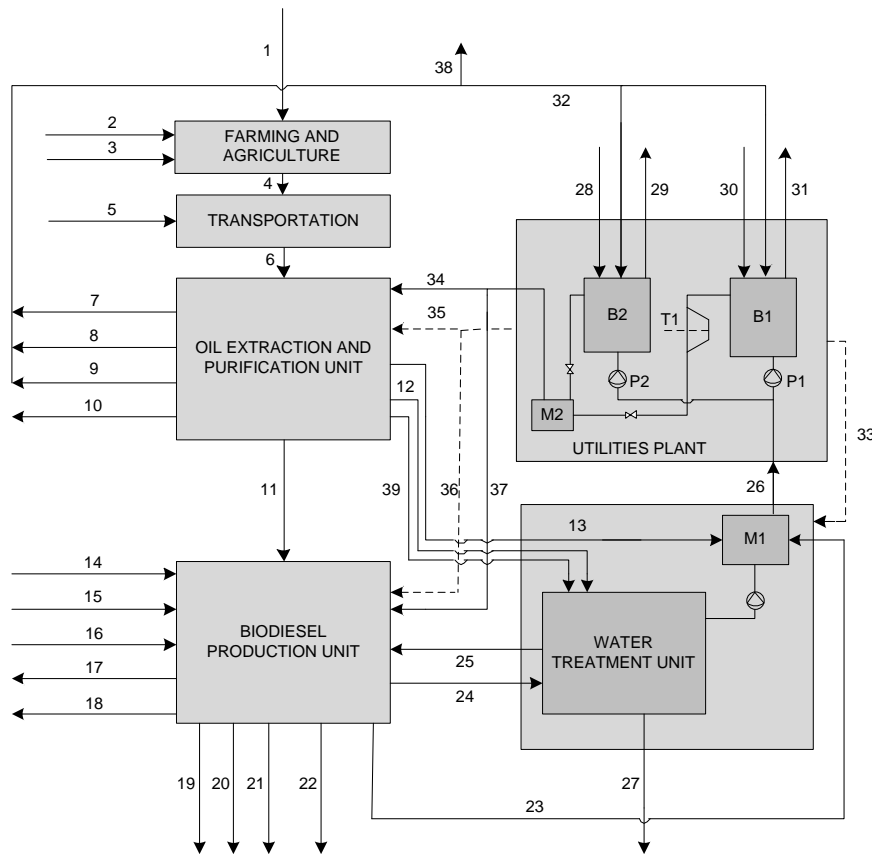 1
38
32
2
FARMING AND
AGRICULTURE
3
4
28
29
30
31
5
TRANSPORTATION
6
34
7
35
37
B2
T1
B1
8
OIL EXTRACTION AND
PURIFICATION UNIT
9
12
P2
P1
10
M2
33
UTILITIES PLANT
11
39
36
37
26
13
M1
14
15
BIODIESEL
PRODUCTION UNIT
16
WATER
TREATMENT UNIT
25
17
24
18
19
20
21
22
27
23